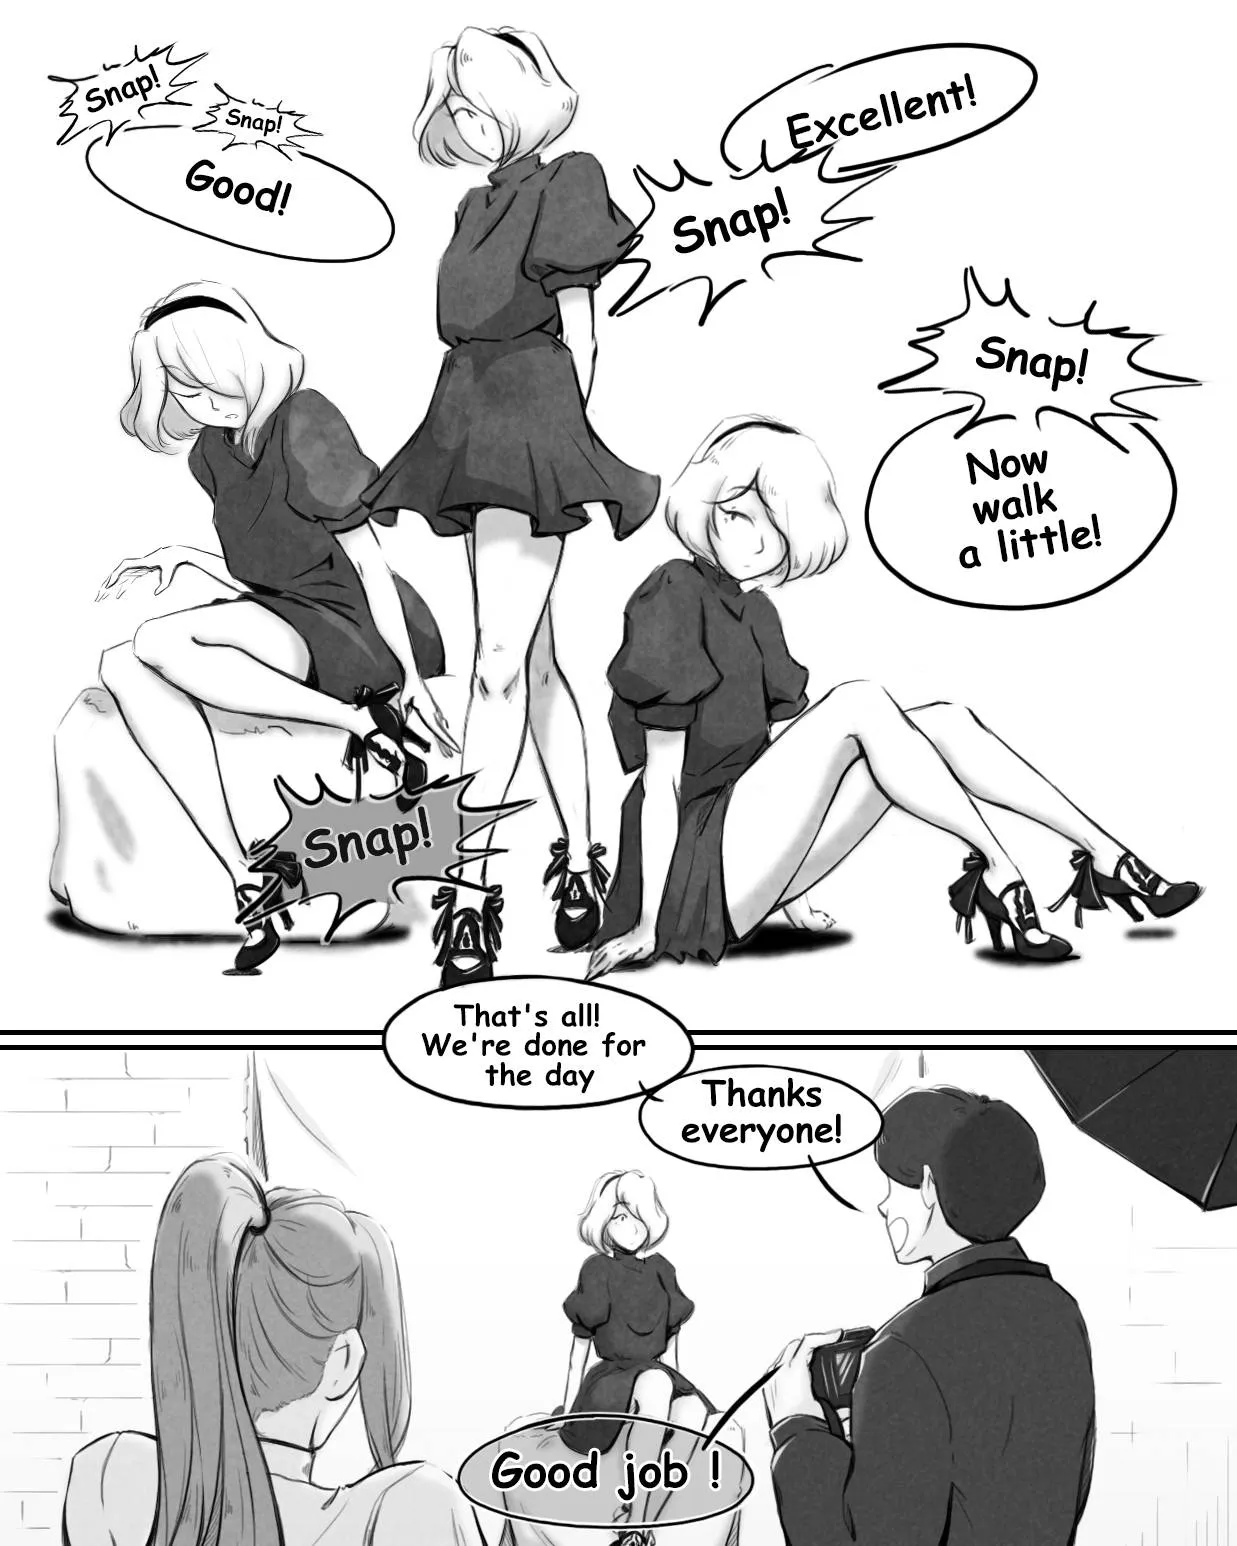 Snap!
Snap!
Good!
Excellent!
Snap!
Snap!
Now
walk
a little!
Snap!
That's all!
We're done for
the day
Thanks
everyone!
Good job !